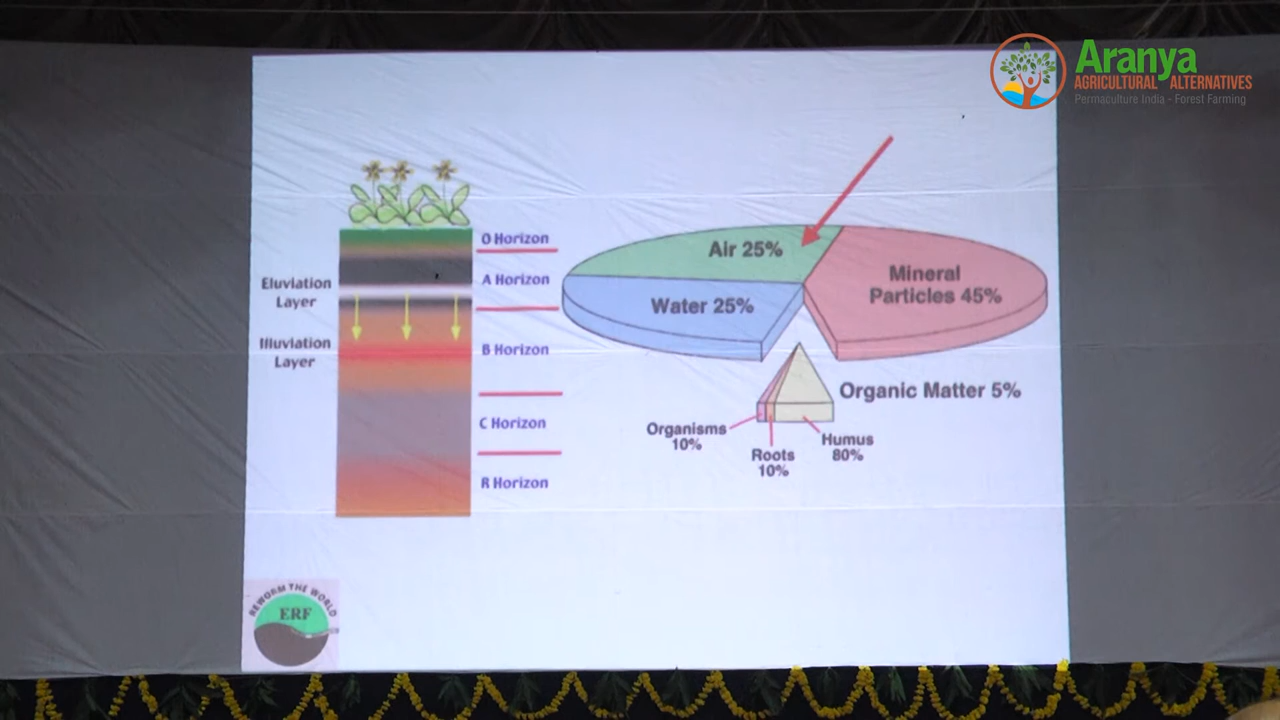 Aranya
AGRICULTURAL ALTERNATIVES
Permaculture India - Forest Farming
O Horizon
A Horizon
Eluviation
Layer
Illuviation
Layer
B Horizon
C Horizon
R Horizon
Air 25%
Water 25%
Mineral
Particles 45%
Organic Matter 5%
Organisms
10%
Roots
10%
Humus
80%
REWORM THE WORLD
ERF